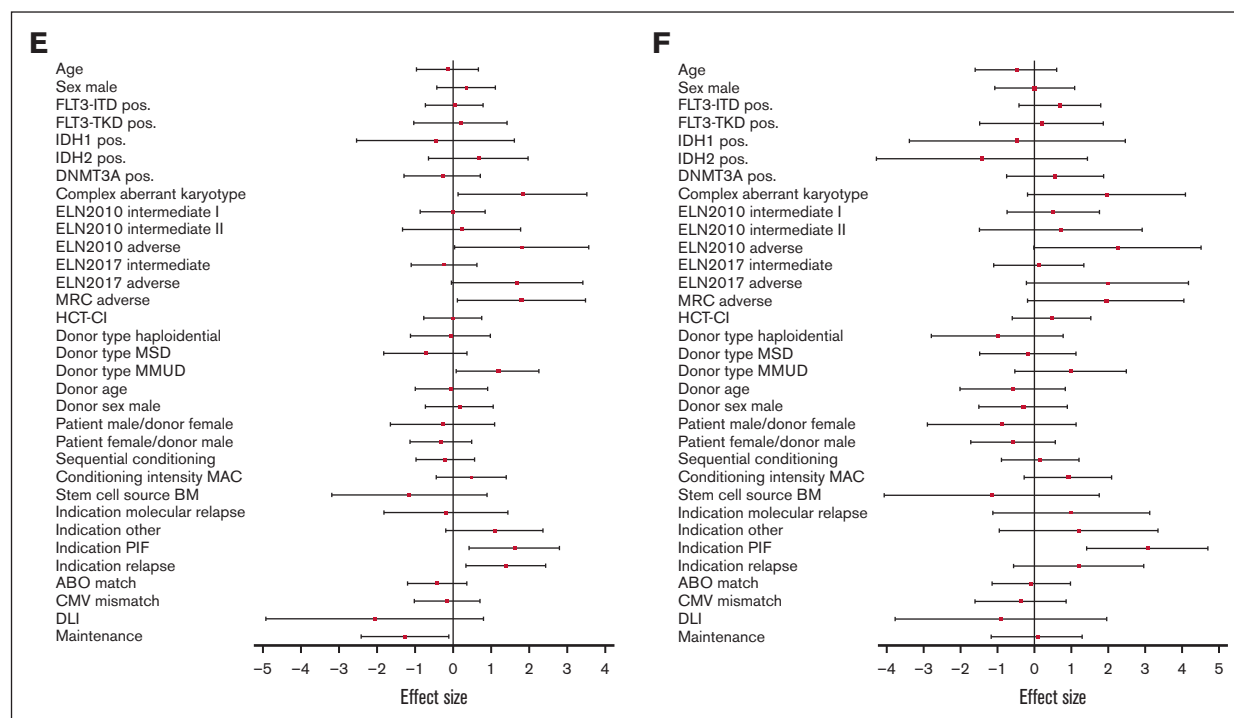 E
Age
Sex male
FLT3-ITD pos.
FLT3-TKD pos.
IDH1 pos.
IDH2 pos.
DNMT3A pos.
Complex aberrant karyotype
ELN2010 intermediate I
ELN2010 intermediate II
ELN2010 adverse
ELN2017 intermediate
ELN2017 adverse
MRC adverse
HCT-CI
Donor type haploidential
Donor type MSD
Donor type MMUD
Donor age
Donor sex male
Patient male/donor female
Patient female/donor male
Sequential conditioning
Conditioning intensity MAC
Stem cell source BM
Indication molecular relapse
Indication other
Indication PIF
Indication relapse
ABO match
CMV mismatch
DLI
Maintenance
−5 −4 −3 −2 −1 0 1 2 3 4
Effect size
F
Age
Sex male
FLT3-ITD pos.
FLT3-TKD pos.
IDH1 pos.
IDH2 pos.
DNMT3A pos.
Complex aberrant karyotype
ELN2010 intermediate I
ELN2010 intermediate II
ELN2010 adverse
ELN2017 intermediate
ELN2017 adverse
MRC adverse
HCT-CI
Donor type haploidential
Donor type MSD
Donor type MMUD
Donor age
Donor sex male
Patient male/donor female
Patient female/donor male
Sequential conditioning
Conditioning intensity MAC
Stem cell source BM
Indication molecular relapse
Indication other
Indication PIF
Indication relapse
ABO match
CMV mismatch
DLI
Maintenance
−4 −3 −2 −1 0 1 2 3 4 5
Effect size